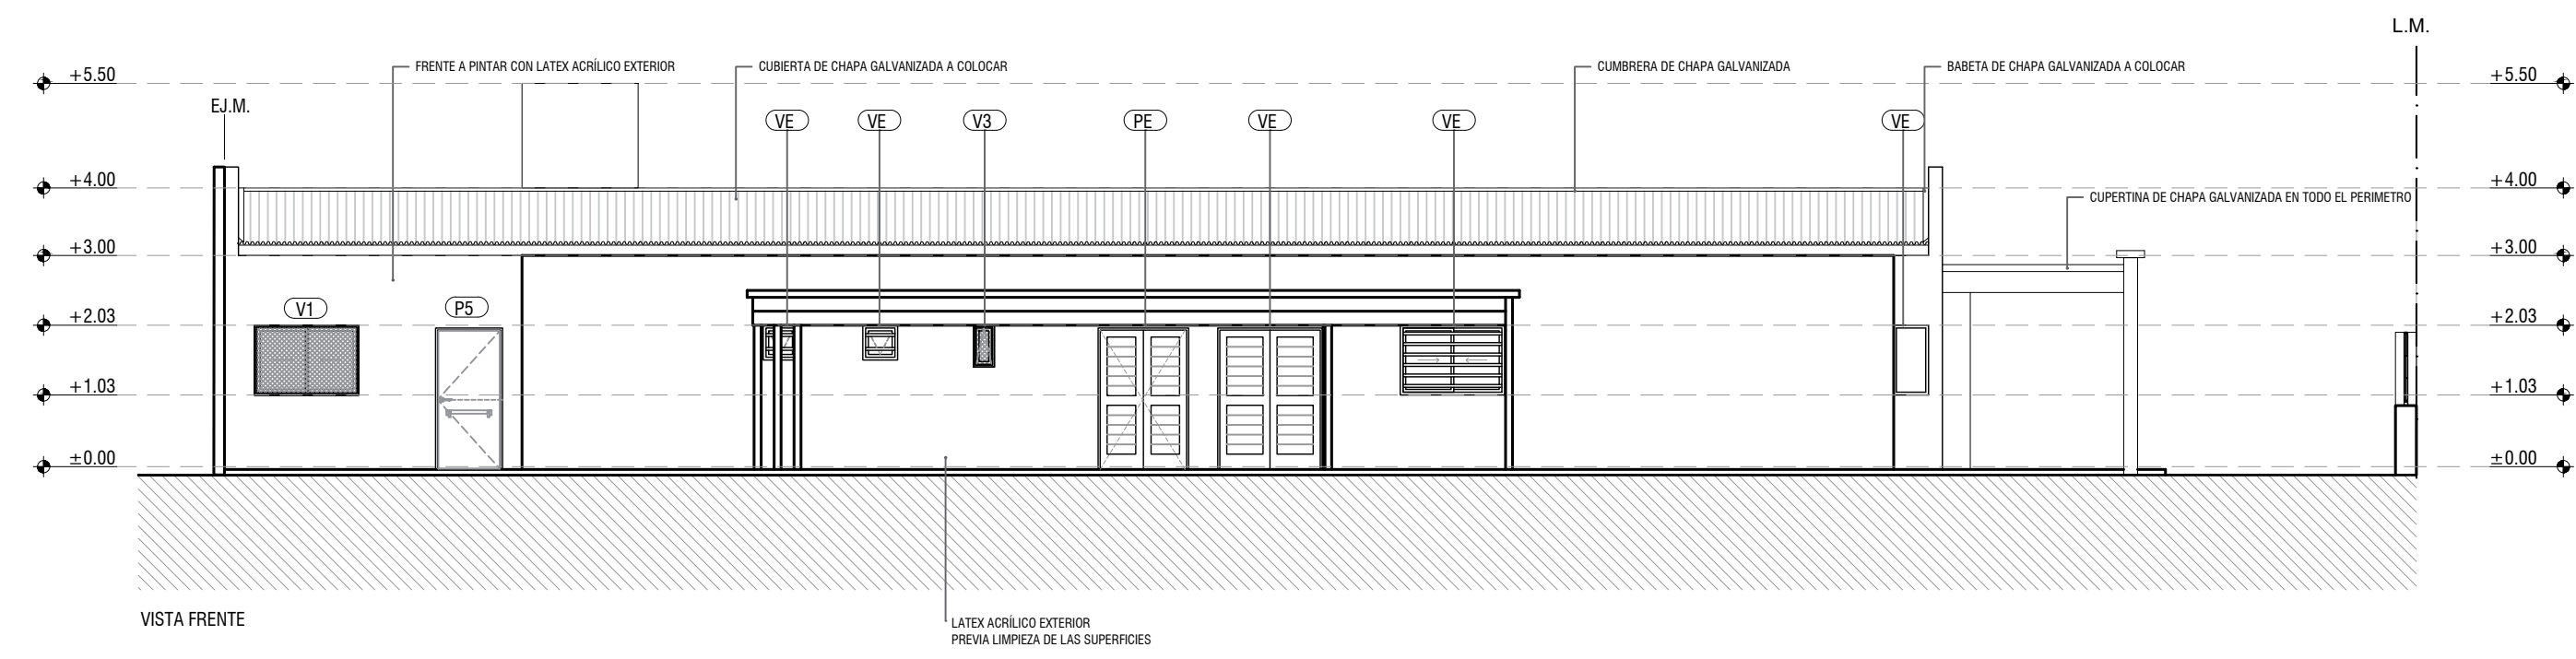 L.M.
FRENTE A PINTAR CON LATEX ACRÍLICO EXTERIOR
CUBIERTA DE CHAPA GALVANIZADA A COLOCAR
CUMBRERA DE CHAPA GALVANIZADA
BABETA DE CHAPA GALVANIZADA A COLOCAR
+5.50
+5.50
EJ.M.
VE
VE
V3
PE
VE
VE
VE
+4.00
+4.00
CUPERTINA DE CHAPA GALVANIZADA EN TODO EL PERIMETRO
+3.00
+3.00
V1
P5
+2.03
+2.03
+1.03
+1.03
±0.00
±0.00
VISTA FRENTE
LATEX ACRÍLICO EXTERIOR
PREVIA LIMPIEZA DE LAS SUPERFICIES